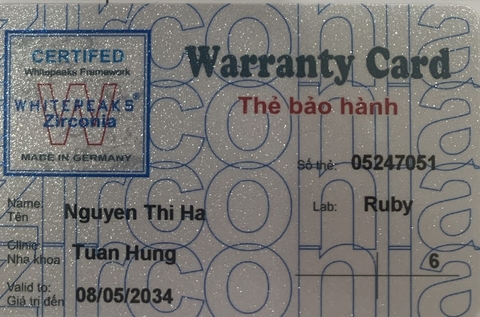 CERTIFED
Whitepeaks Framework
WHITEPEAKS®
Zirconia
MADE IN GERMANY
Warranty Card
Thẻ bảo hành
Số thẻ: 05247051
Name:
Tên
Nguyen Thi Ha
Lab: Ruby
Clinic
Nha khoa
Tuan Hung
6
Valid to:
Giá trị đến
08/05/2034